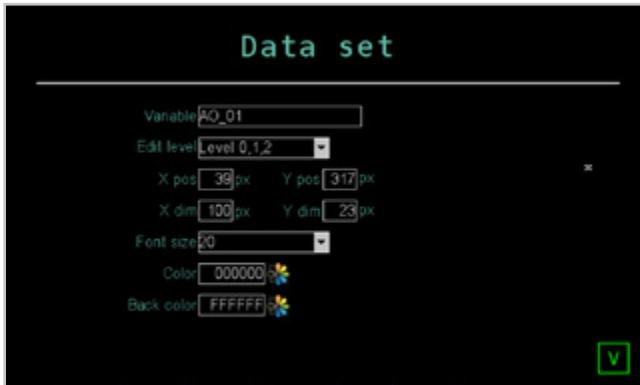 Data set
Variable AO_01
Edit level Level 0,1,2
X pos 39 px Y pos 317 px
X dim 100 px Y dim 23 px
Font size 20
Color 000000
Back color FFFFFF
V